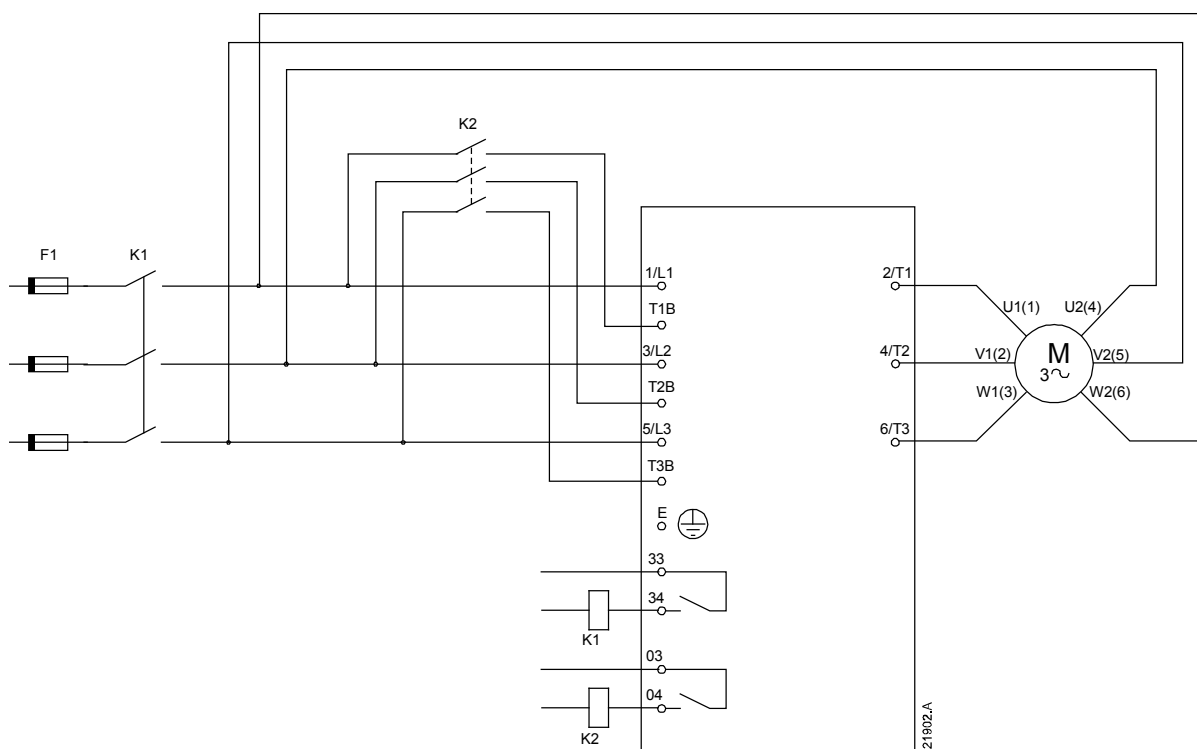 K2
F1
K1
1/L1
2/T1
U1(1)
U2(4)
T1B
3/L2
4/T2
V1(2)
M
3
V2(5)
T2B
W1(3)
W2(6)
5/L3
6/T3
T3B
E
33
34
K1
03
04
K2
21902.A